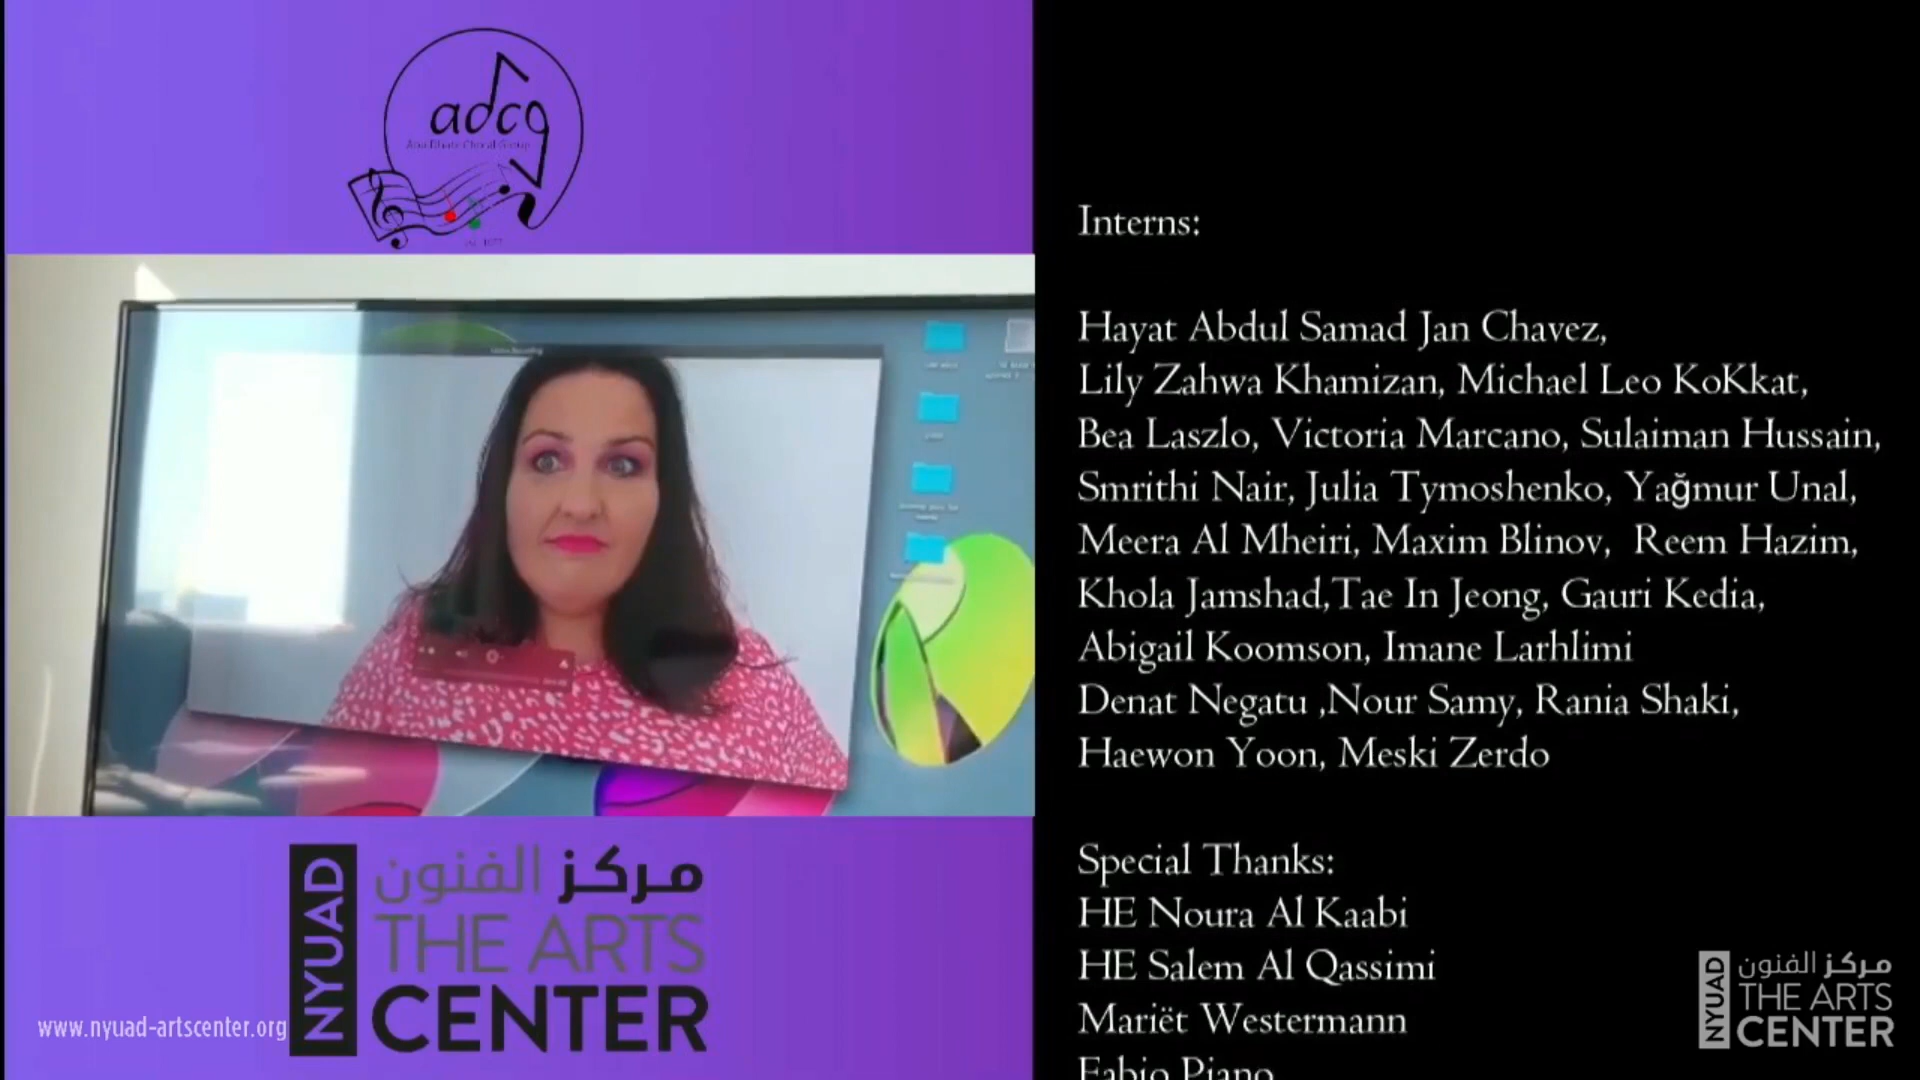 adcg
Abu Dhabi Choral Group
NYUAD
مركز الفنون
THE ARTS
CENTER
www.nyuad-artscenter.org
Interns:
Hayat Abdul Samad Jan Chavez,
Lily Zahwa Khamizan, Michael Leo KoKkat,
Bea Laszlo, Victoria Marcano, Sulaiman Hussain,
Smrithi Nair, Julia Tymoshenko, Yağmur Unal,
Meera Al Mheiri, Maxim Blinov,  Reem Hazim,
Khola Jamshad,Tae In Jeong, Gauri Kedia,
Abigail Koomson, Imane Larhlimi
Denat Negatu ,Nour Samy, Rania Shaki,
Haewon Yoon, Meski Zerdo
Special Thanks:
HE Noura Al Kaabi
HE Salem Al Qassimi
Mariët Westermann
Fabio Piano
NYUAD
مركز الفنون
THE ARTS
CENTER